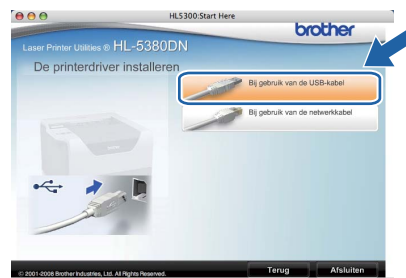 HL5300:Start Here
brother
Laser Printer Utilities ® HL-5380DN
De printerdriver installeren
Bij gebruik van de USB-kabel
Bij gebruik van de netwerkkabel
© 2001-2008 Brother Industries, Ltd. All Rights Reserved.
Terug
Afsluiten